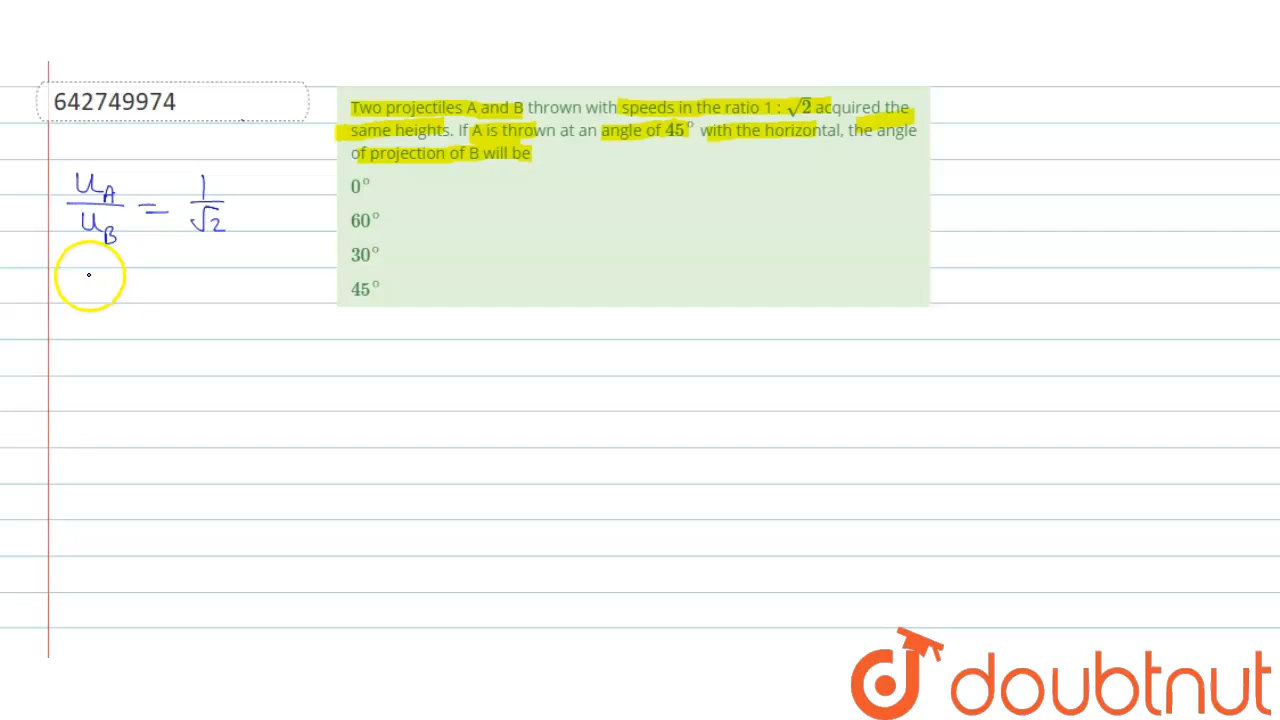 642749974
Two projectiles A and B thrown with speeds in the ratio 1 : √2 acquired the
same heights. If A is thrown at an angle of 45° with the horizontal, the angle
of projection of B will be
0°
60°
30°
45°
u_A/u_B = 1/√2
doubtnut